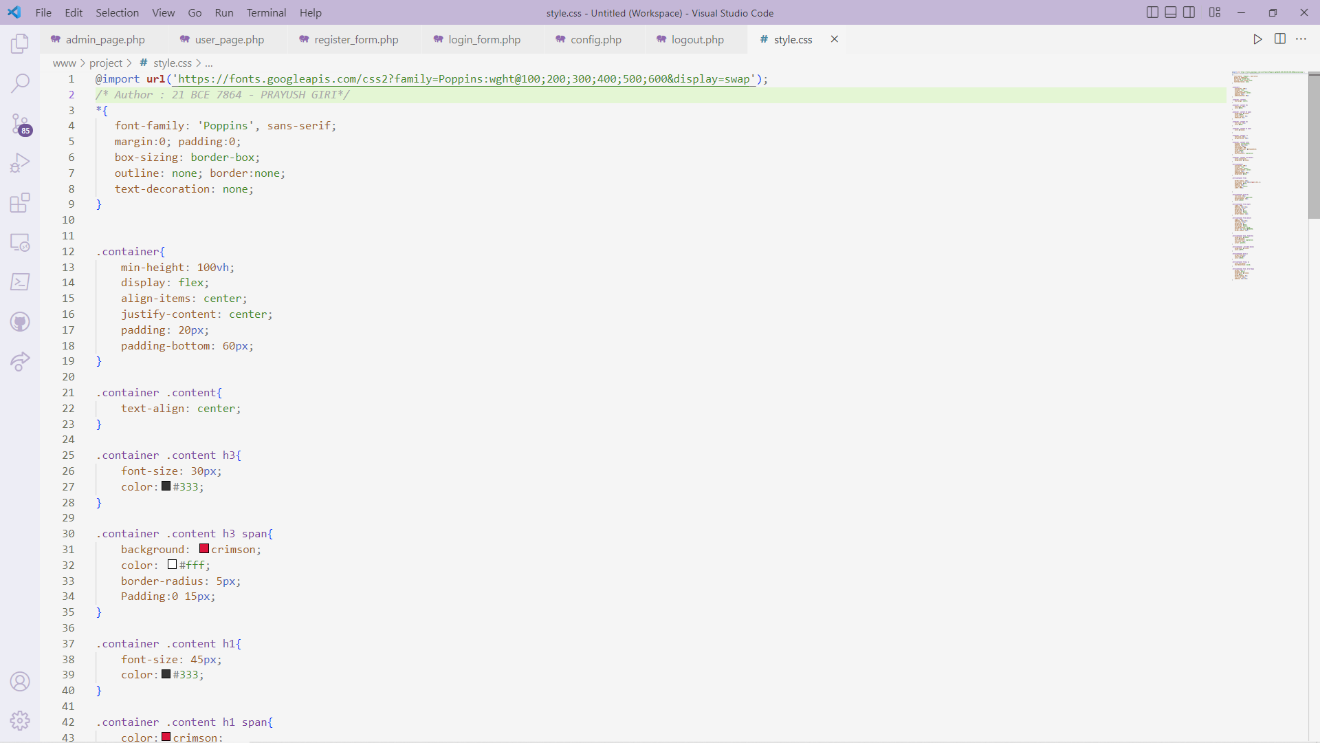 File Edit Selection View Go Run Terminal Help style.css - Untitled (Workspace) - Visual Studio Code
admin_page.php user_page.php register_form.php login_form.php config.php logout.php # style.css
www > project > # style.css > ...
1 @import url('https://fonts.googleapis.com/css2?family=Poppins:wght@100;200;300;400;500;600&display=swap');
2 /* Author : 21 BCE 7864 - PRAYUSH GIRI*/
3 *{
4 font-family: 'Poppins', sans-serif;
5 margin:0; padding:0;
6 box-sizing: border-box;
7 outline: none; border:none;
8 text-decoration: none;
9 }
10
11
12 .container{
13 min-height: 100vh;
14 display: flex;
15 align-items: center;
16 justify-content: center;
17 padding: 20px;
18 padding-bottom: 60px;
19 }
20
21 .container .content{
22 text-align: center;
23 }
24
25 .container .content h3{
26 font-size: 30px;
27 color:#333;
28 }
29
30 .container .content h3 span{
31 background: crimson;
32 color: #fff;
33 border-radius: 5px;
34 Padding:0 15px;
35 }
36
37 .container .content h1{
38 font-size: 45px;
39 color:#333;
40 }
41
42 .container .content h1 span{
43 color:crimson;
85